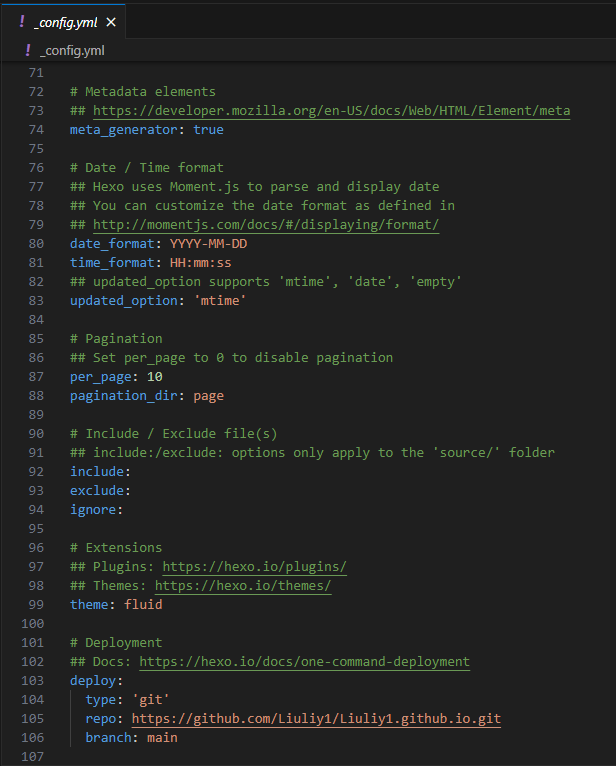 ! _config.yml ×
! _config.yml
71
72 # Metadata elements
73 ## https://developer.mozilla.org/en-US/docs/Web/HTML/Element/meta
74 meta_generator: true
75
76 # Date / Time format
77 ## Hexo uses Moment.js to parse and display date
78 ## You can customize the date format as defined in
79 ## http://momentjs.com/docs/#/displaying/format/
80 date_format: YYYY-MM-DD
81 time_format: HH:mm:ss
82 ## updated_option supports 'mtime', 'date', 'empty'
83 updated_option: 'mtime'
84
85 # Pagination
86 ## Set per_page to 0 to disable pagination
87 per_page: 10
88 pagination_dir: page
89
90 # Include / Exclude file(s)
91 ## include:/exclude: options only apply to the 'source/' folder
92 include:
93 exclude:
94 ignore:
95
96 # Extensions
97 ## Plugins: https://hexo.io/plugins/
98 ## Themes: https://hexo.io/themes/
99 theme: fluid
100
101 # Deployment
102 ## Docs: https://hexo.io/docs/one-command-deployment
103 deploy:
104   type: 'git'
105   repo: https://github.com/Liuliy1/Liuliy1.github.io.git
106   branch: main
107